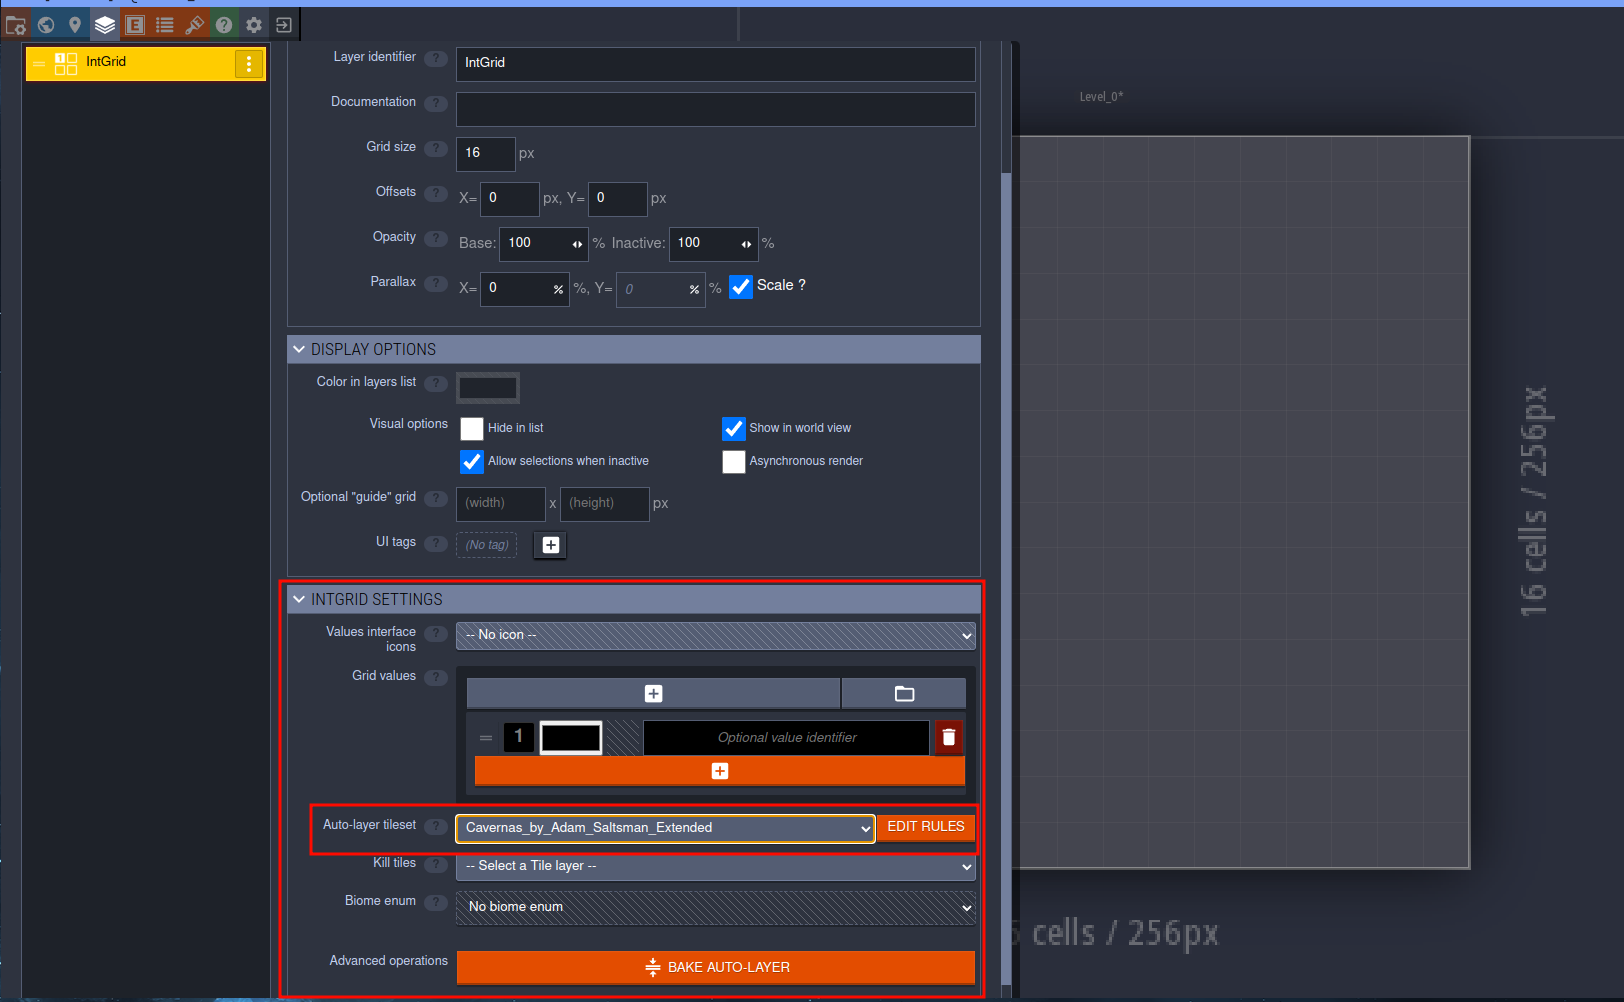 IntGrid
Layer identifier ? IntGrid
Documentation ?
Grid size ? 16 px
Offsets ? X= 0 px, Y= 0 px
Opacity ? Base: 100 % Inactive: 100 %
Parallax ? X= 0 % %, Y= 0 % % Scale ?
DISPLAY OPTIONS
Color in layers list ?
Visual options Hide in list Show in world view
Allow selections when inactive Asynchronous render
Optional "guide" grid ? (width) x (height) px
UI tags ? (No tag)
INTGRID SETTINGS
Values interface icons ? -- No icon --
Grid values ?
1 Optional value identifier
Auto-layer tileset ? Cavernas_by_Adam_Saltsman_Extended EDIT RULES
Kill tiles ? -- Select a Tile layer --
Biome enum ? No biome enum
Advanced operations BAKE AUTO-LAYER
Level_0*
16 cells / 256px
cells / 256px